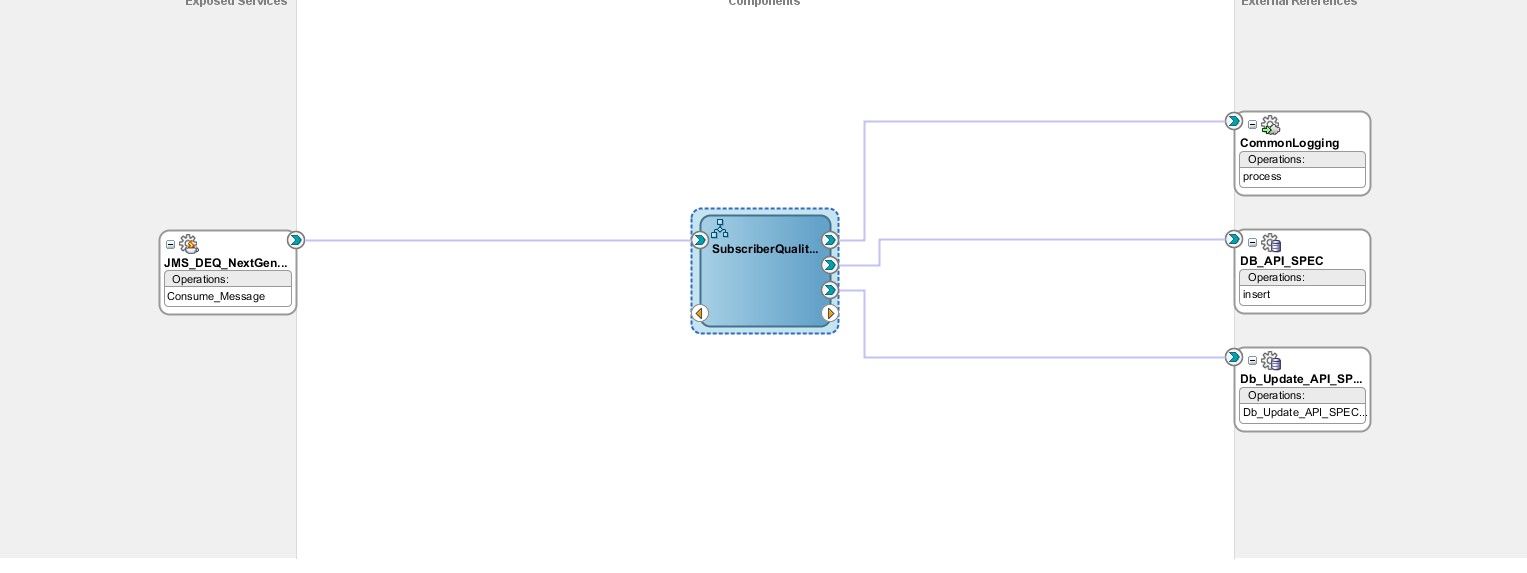 Exposed Services
Components
External References
CommonLogging
Operations:
process
JMS_DEQ_NextGen...
Operations:
Consume_Message
SubscriberQualit...
DB_API_SPEC
Operations:
insert
Db_Update_API_SP...
Operations:
Db_Update_API_SPEC...